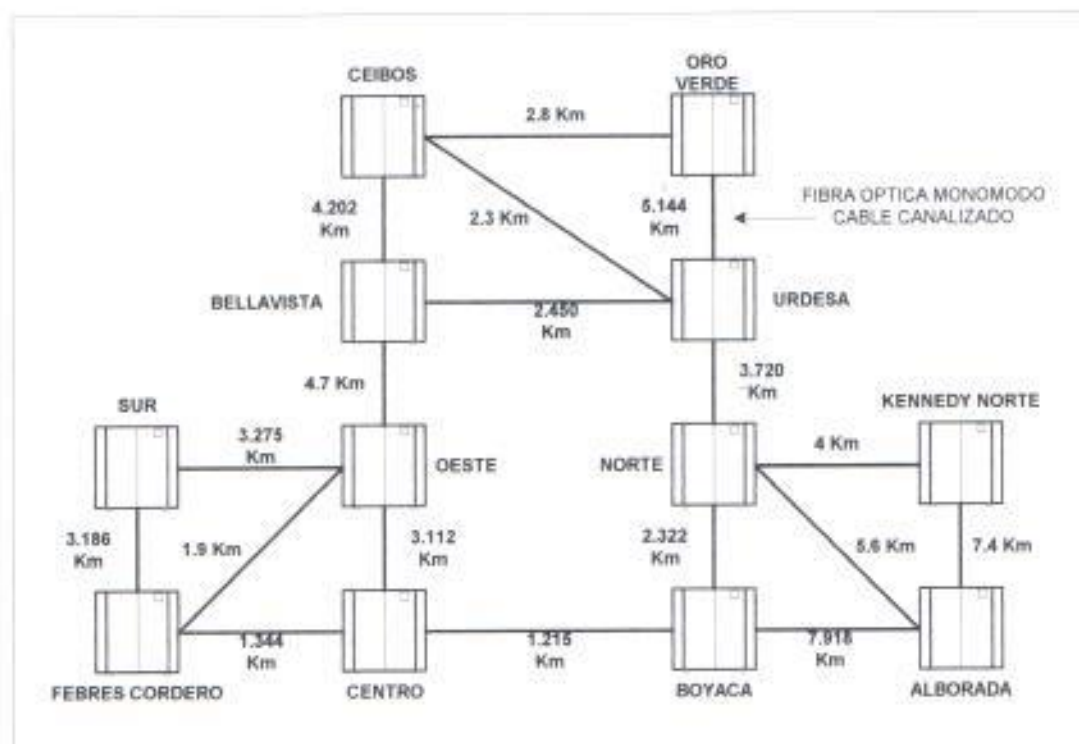 CEIBOS
ORO
VERDE
2.8 Km
4.202
Km
2.3 Km
5.144
Km
FIBRA OPTICA MONOMODO
CABLE CANALIZADO
BELLAVISTA
2.450
Km
URDESA
4.7 Km
3.720
Km
SUR
KENNEDY NORTE
3.275
Km
OESTE
NORTE
4 Km
3.186
Km
1.9 Km
3.112
Km
2.322
Km
5.6 Km
7.4 Km
1.344
Km
1.215
Km
7.918
Km
FEBRES CORDERO
CENTRO
BOYACA
ALBORADA